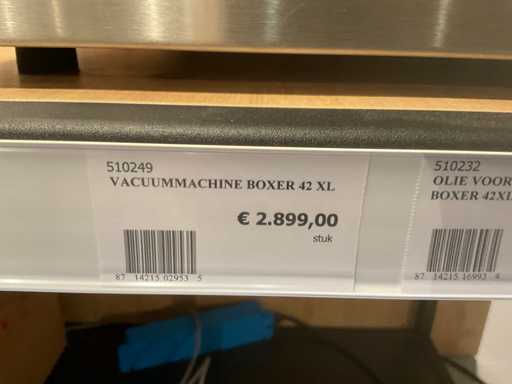 510249
VACUUMMACHINE BOXER 42 XL
€ 2.899,00
stuk
87 14215 02953 5
510232
OLIE VOOR
BOXER 42XL
87 14215 16993 4